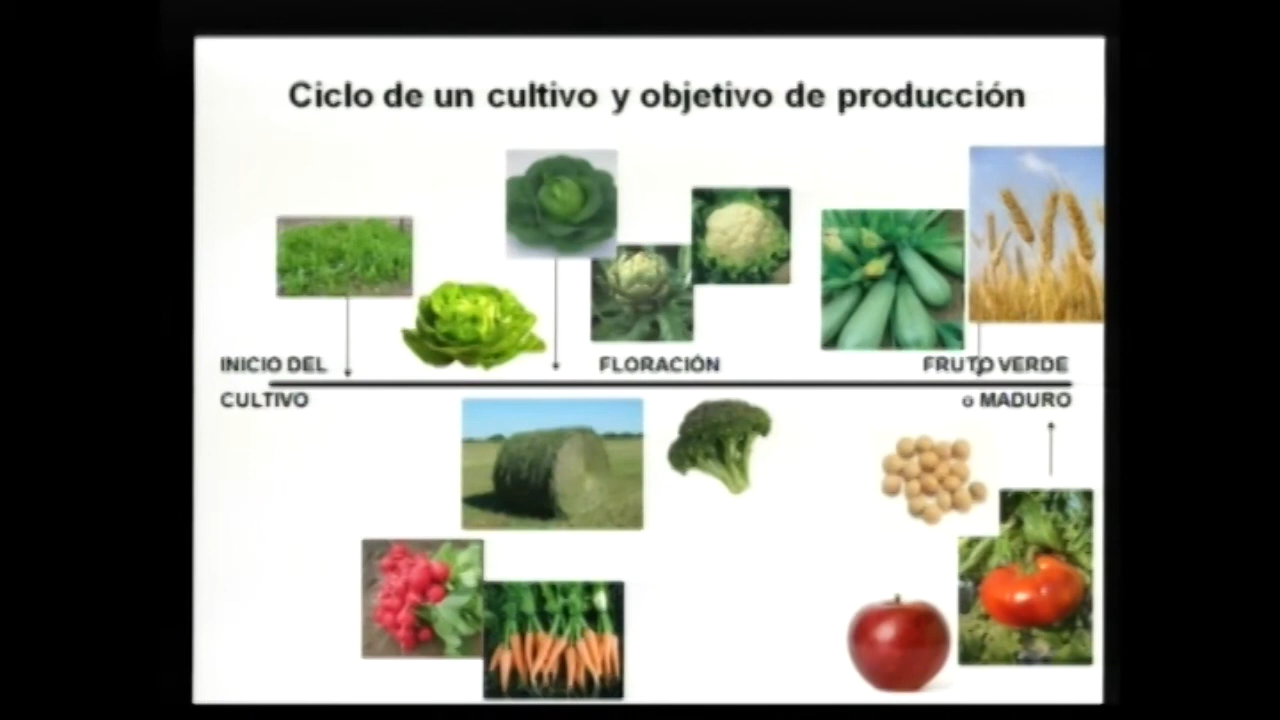 Ciclo de un cultivo y objetivo de producción
INICIO DEL
CULTIVO
FLORACIÓN
FRUTO VERDE
o MADURO